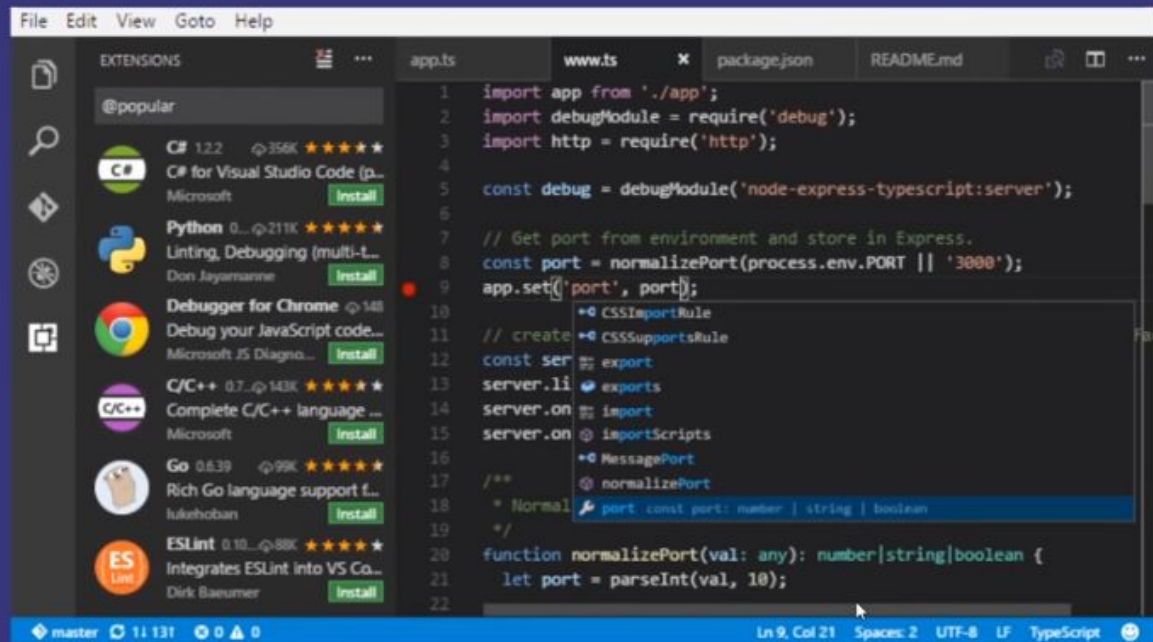 File Edit View Goto Help
EXTENSIONS
@popular
C# 1.2.2 356K
C# for Visual Studio Code (p...
Microsoft Install
Python 0... 211K
Linting, Debugging (multi-t...
Don Jayamanne Install
Debugger for Chrome 148
Debug your JavaScript code...
Microsoft JS Diagno... Install
C/C++ 0.7... 143K
Complete C/C++ language ...
Microsoft Install
Go 0.6.39 99K
Rich Go language support f...
lukehoban Install
ESLint 0.10... 88K
Integrates ESLint into VS Co...
Dirk Baeumer Install
app.ts www.ts package.json README.md
1 import app from './app';
2 import debugModule = require('debug');
3 import http = require('http');
4
5 const debug = debugModule('node-express-typescript:server');
6
7 // Get port from environment and store in Express.
8 const port = normalizePort(process.env.PORT || '3000');
9 app.set('port', port);
10
11 // create
12 const ser
13 server.li
14 server.on
15 server.on
16
17 /**
18 * Normal
19 */
20 function normalizePort(val: any): number|string|boolean {
21 let port = parseInt(val, 10);
22
CSSImportRule
CSSSupportsRule
export
exports
import
importScripts
MessagePort
normalizePort
port const port: number | string | boolean
C#
C/C++
ES
Lint
master 1↓ 13↑ 0 0 Ln 9, Col 21 Spaces: 2 UTF-8 LF TypeScript